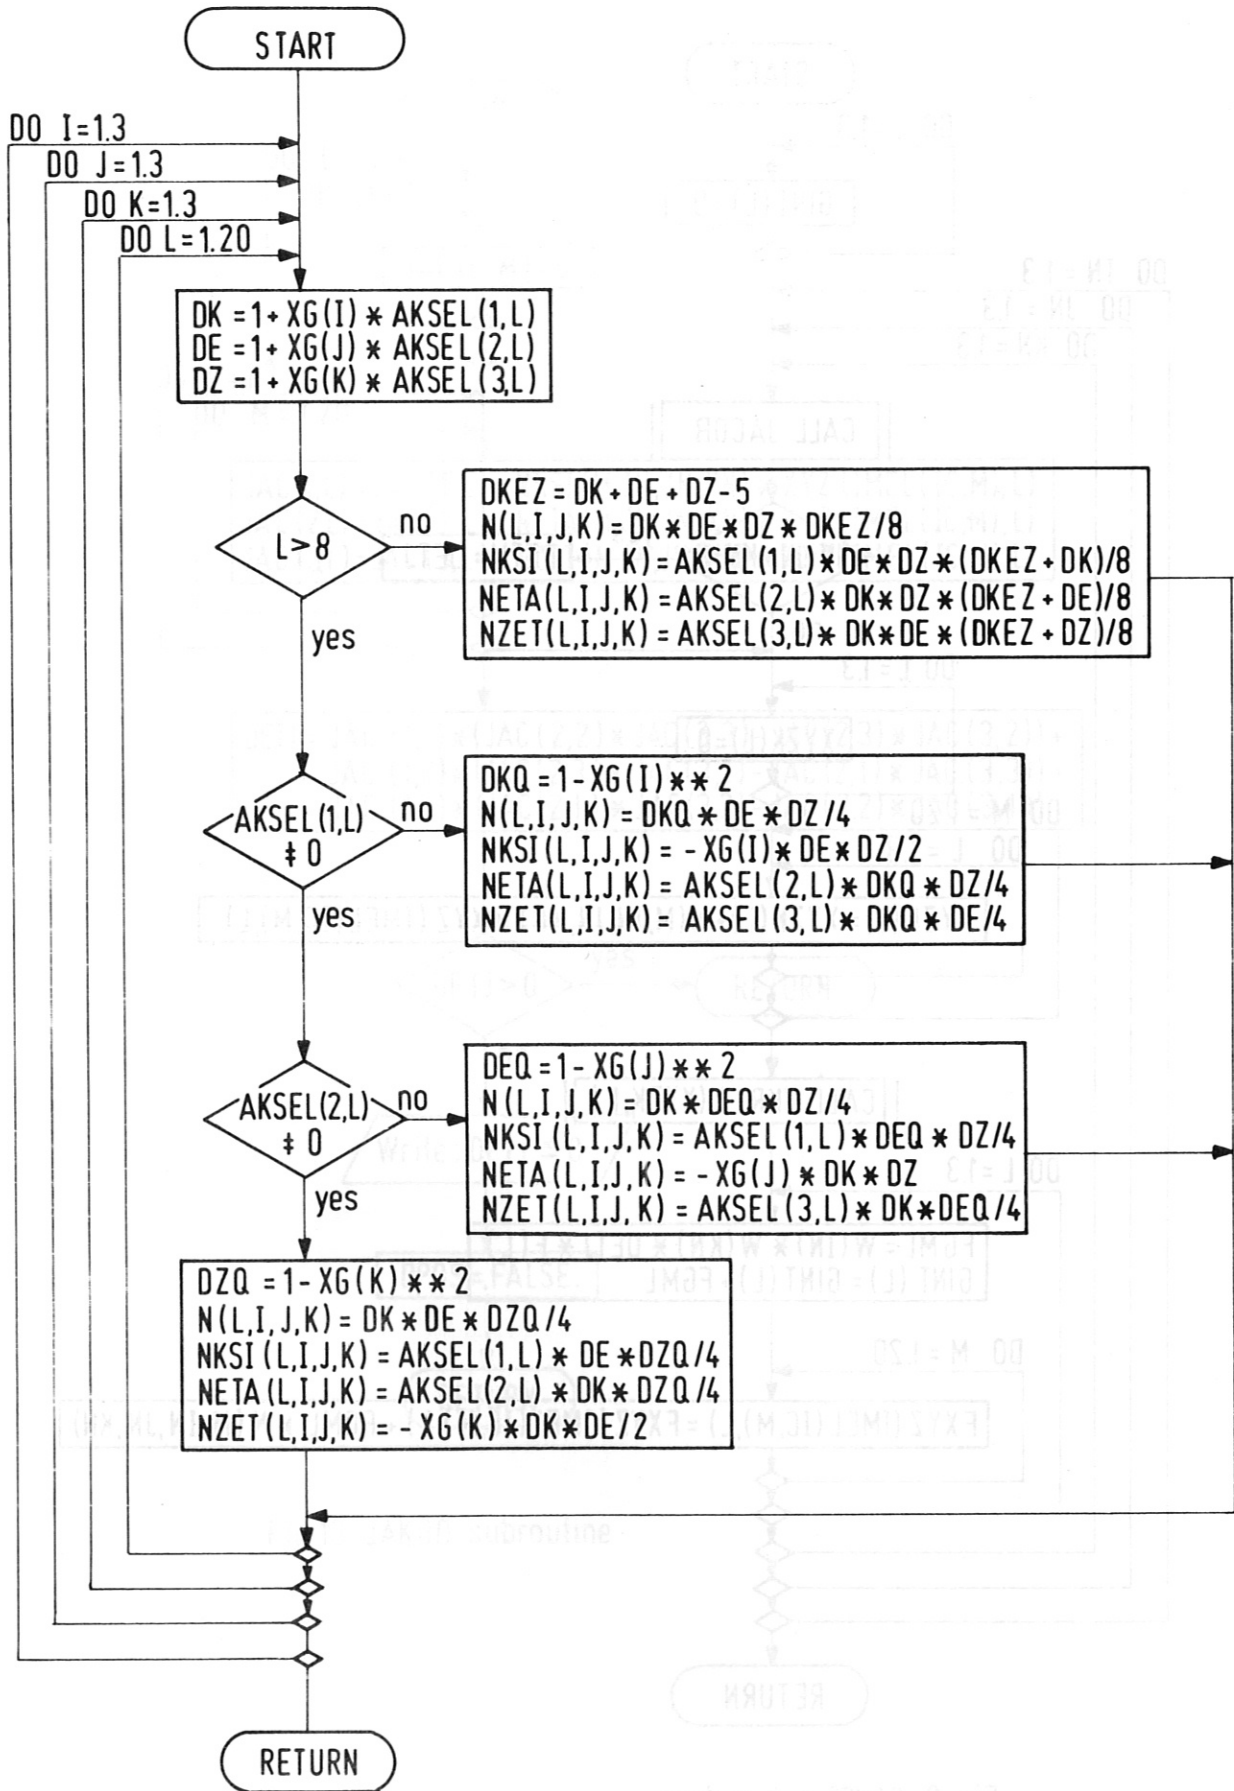 START
DO I=1.3
DO J=1.3
DO K=1.3
DO L=1.20
DK =1+ XG(I) * AKSEL(1,L)
DE =1+ XG(J) * AKSEL(2,L)
DZ =1+ XG(K) * AKSEL(3,L)
L>8
no
yes
DKEZ = DK+DE+DZ-5
N(L,I,J,K)=DK*DE*DZ*DKEZ/8
NKSI(L,I,J,K)=AKSEL(1,L)*DE*DZ*(DKEZ+DK)/8
NETA(L,I,J,K)=AKSEL(2,L)*DK*DZ*(DKEZ+DE)/8
NZET(L,I,J,K)=AKSEL(3,L)*DK*DE*(DKEZ+DZ)/8
AKSEL(1,L)
‡ 0
no
yes
DKQ = 1-XG(I)**2
N(L,I,J,K)=DKQ*DE*DZ/4
NKSI(L,I,J,K)= -XG(I)*DE*DZ/2
NETA(L,I,J,K)= AKSEL(2,L)*DKQ*DZ/4
NZET(L,I,J,K)= AKSEL(3,L)*DKQ*DE/4
AKSEL(2,L)
‡ 0
no
yes
DEQ =1-XG(J)**2
N(L,I,J,K)=DK*DEQ*DZ/4
NKSI(L,I,J,K)=AKSEL(1,L)*DEQ*DZ/4
NETA(L,I,J,K)=-XG(J)*DK*DZ
NZET(L,I,J,K)=AKSEL(3,L)*DK*DEQ/4
DZQ =1-XG(K)**2
N(L,I,J,K)=DK*DE*DZQ/4
NKSI(L,I,J,K)=AKSEL(1,L)*DE*DZQ/4
NETA(L,I,J,K)=AKSEL(2,L)*DK*DZQ/4
NZET(L,I,J,K)=-XG(K)*DK*DE/2
RETURN